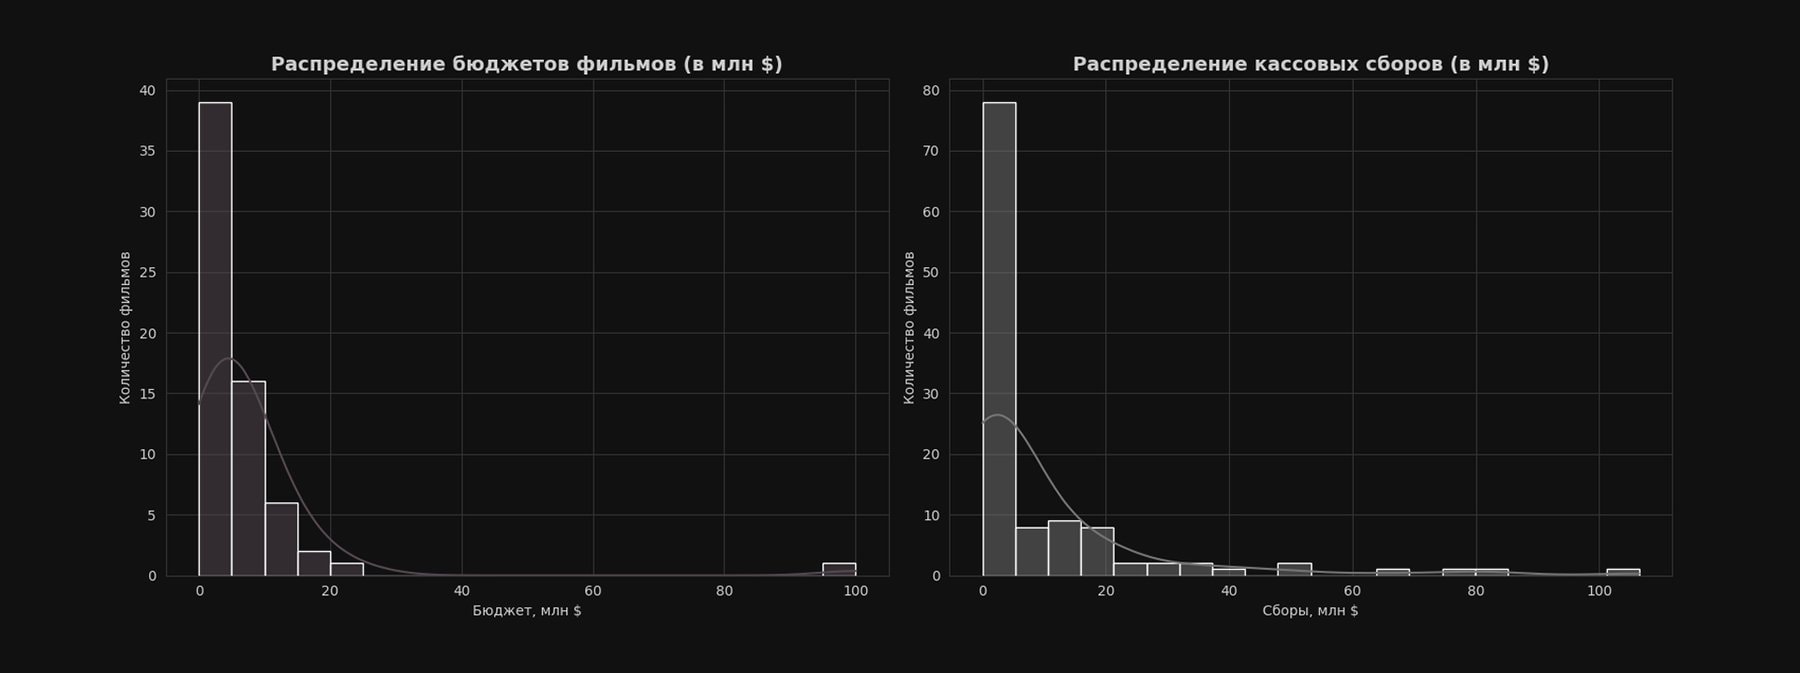 Распределение бюджетов фильмов (в млн $)
40
35
30
25
20
15
10
5
0
Количество фильмов
0 20 40 60 80 100
Бюджет, млн $
Распределение кассовых сборов (в млн $)
80
70
60
50
40
30
20
10
0
Количество фильмов
0 20 40 60 80 100
Сборы, млн $